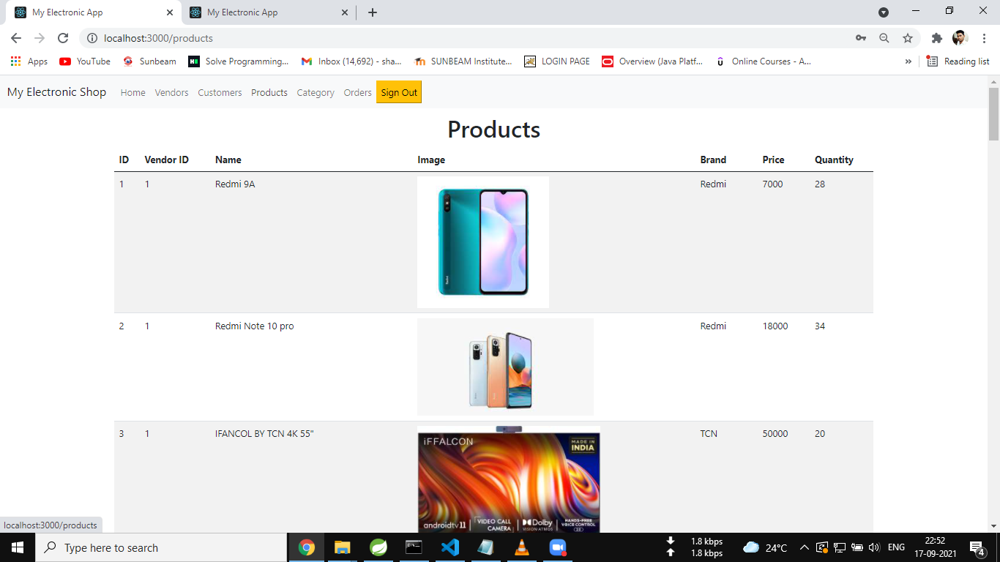 My Electronic App
My Electronic App
localhost:3000/products
Apps YouTube Sunbeam Solve Programming... Inbox (14,692) - sha... SUNBEAM Institute... LOGIN PAGE Overview (Java Platf... Online Courses - A... » Reading list
My Electronic Shop Home Vendors Customers Products Category Orders Sign Out
Products
ID Vendor ID Name Image Brand Price Quantity
1 1 Redmi 9A Redmi 7000 28
2 1 Redmi Note 10 pro Redmi 18000 34
3 1 IFANCOL BY TCN 4K 55" TCN 50000 20
iFFALCON MADE IN INDIA
androidtv 11 | VIDEO CALL CAMERA | Dolby VISION·ATMOS | HANDS-FREE VOICE CONTROL
localhost:3000/products
Type here to search
1.8 kbps
1.8 kbps
24°C
ENG
22:52
17-09-2021
4